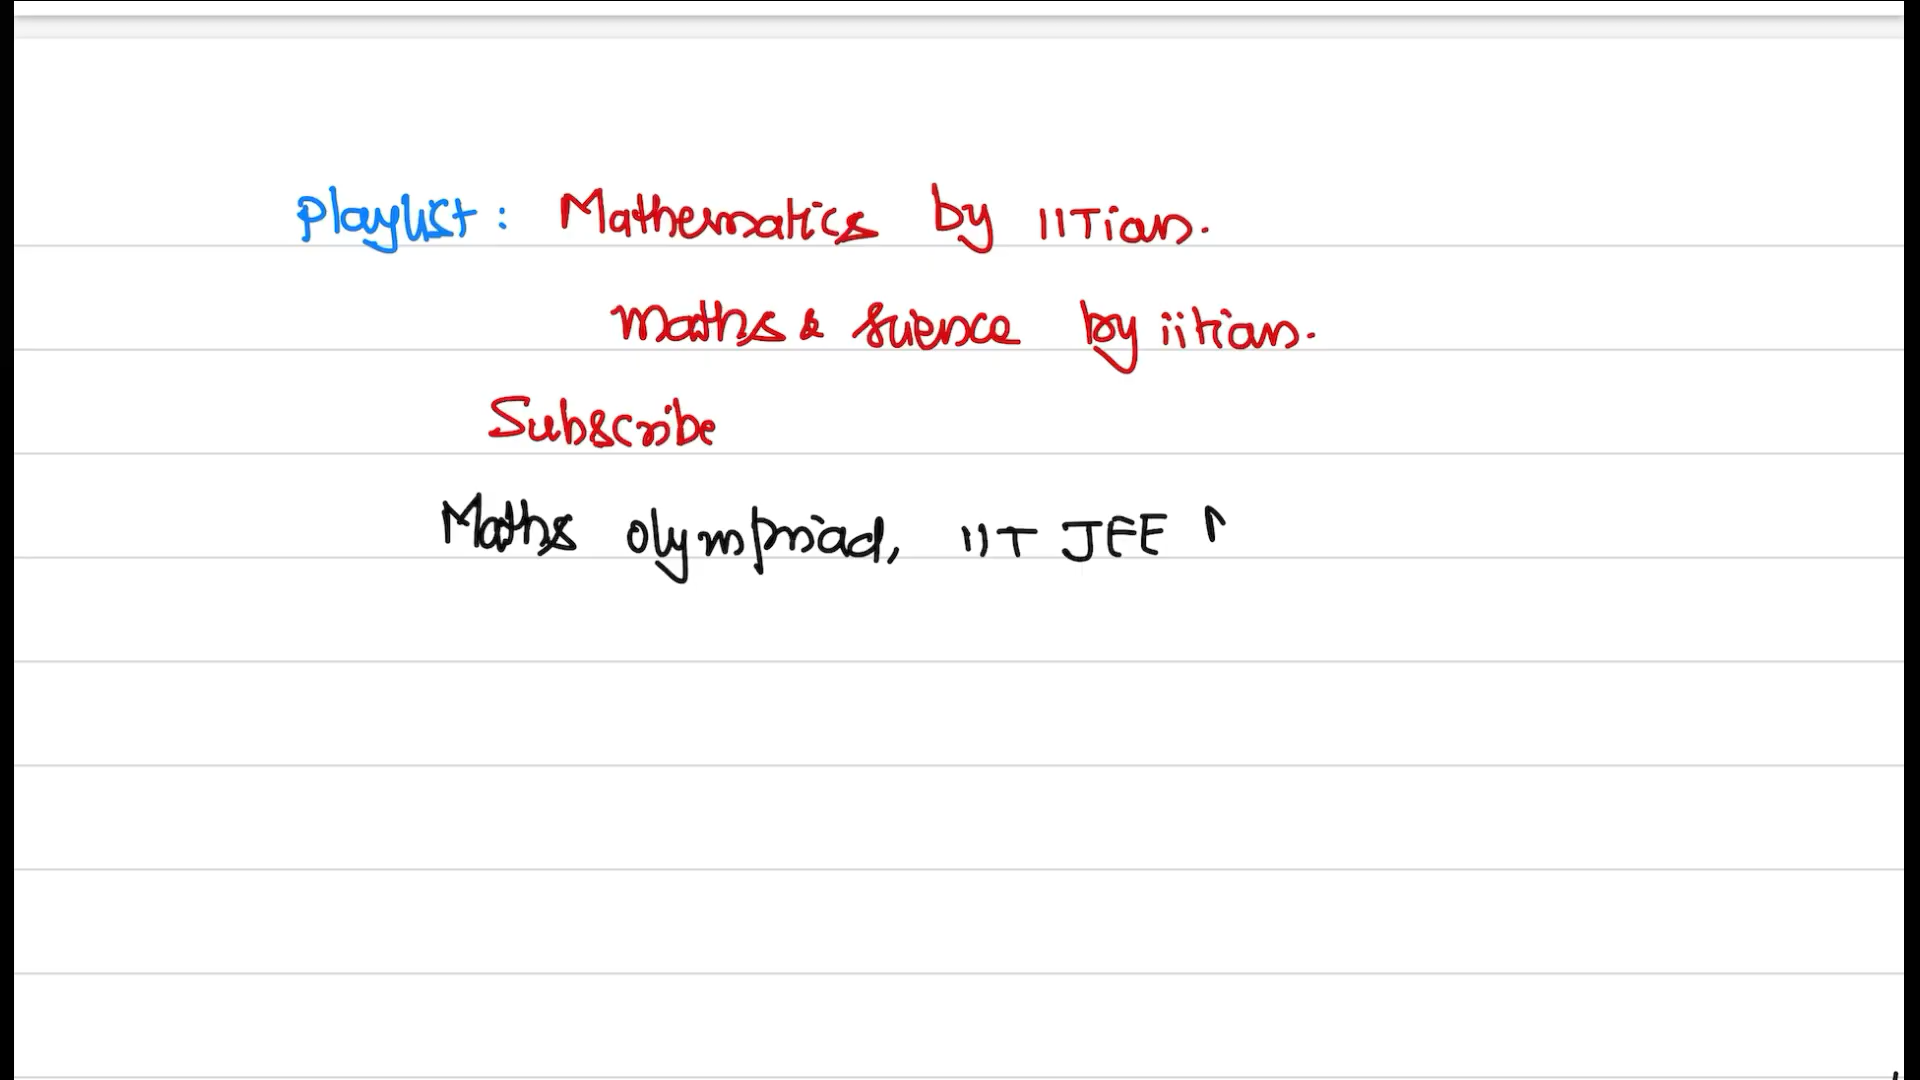 Playlist: Mathematics by IITian.
maths & science by iitian.
Subscribe
Maths olympiad, IIT JEE